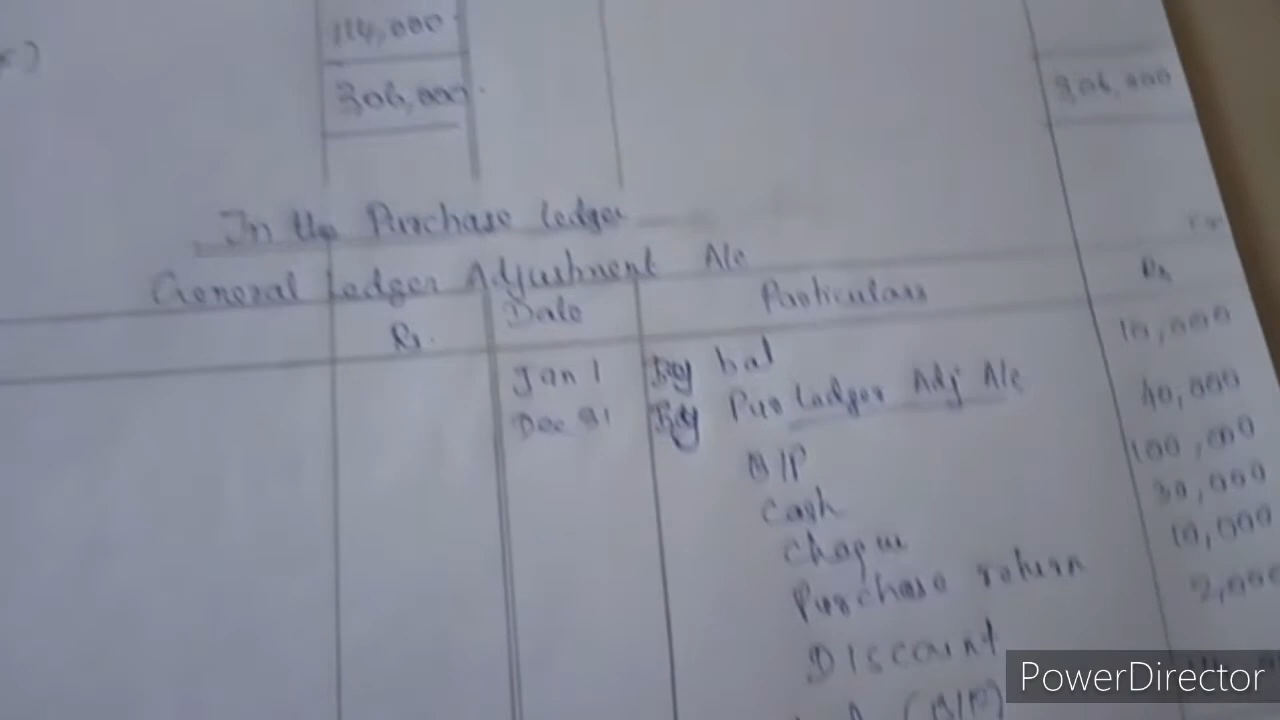 114,000
306,000
306,000
In the Purchase Ledger
General Ledger Adjustment A/c
Rs. Date Particulars Rs
Jan 1 By bal 10,000
Dec 31 By Pur Ledger Adj A/c 40,000
B/P 100,000
Cash 30,000
Cheque 10,000
Purchase return
Discount
(B/P)
PowerDirector